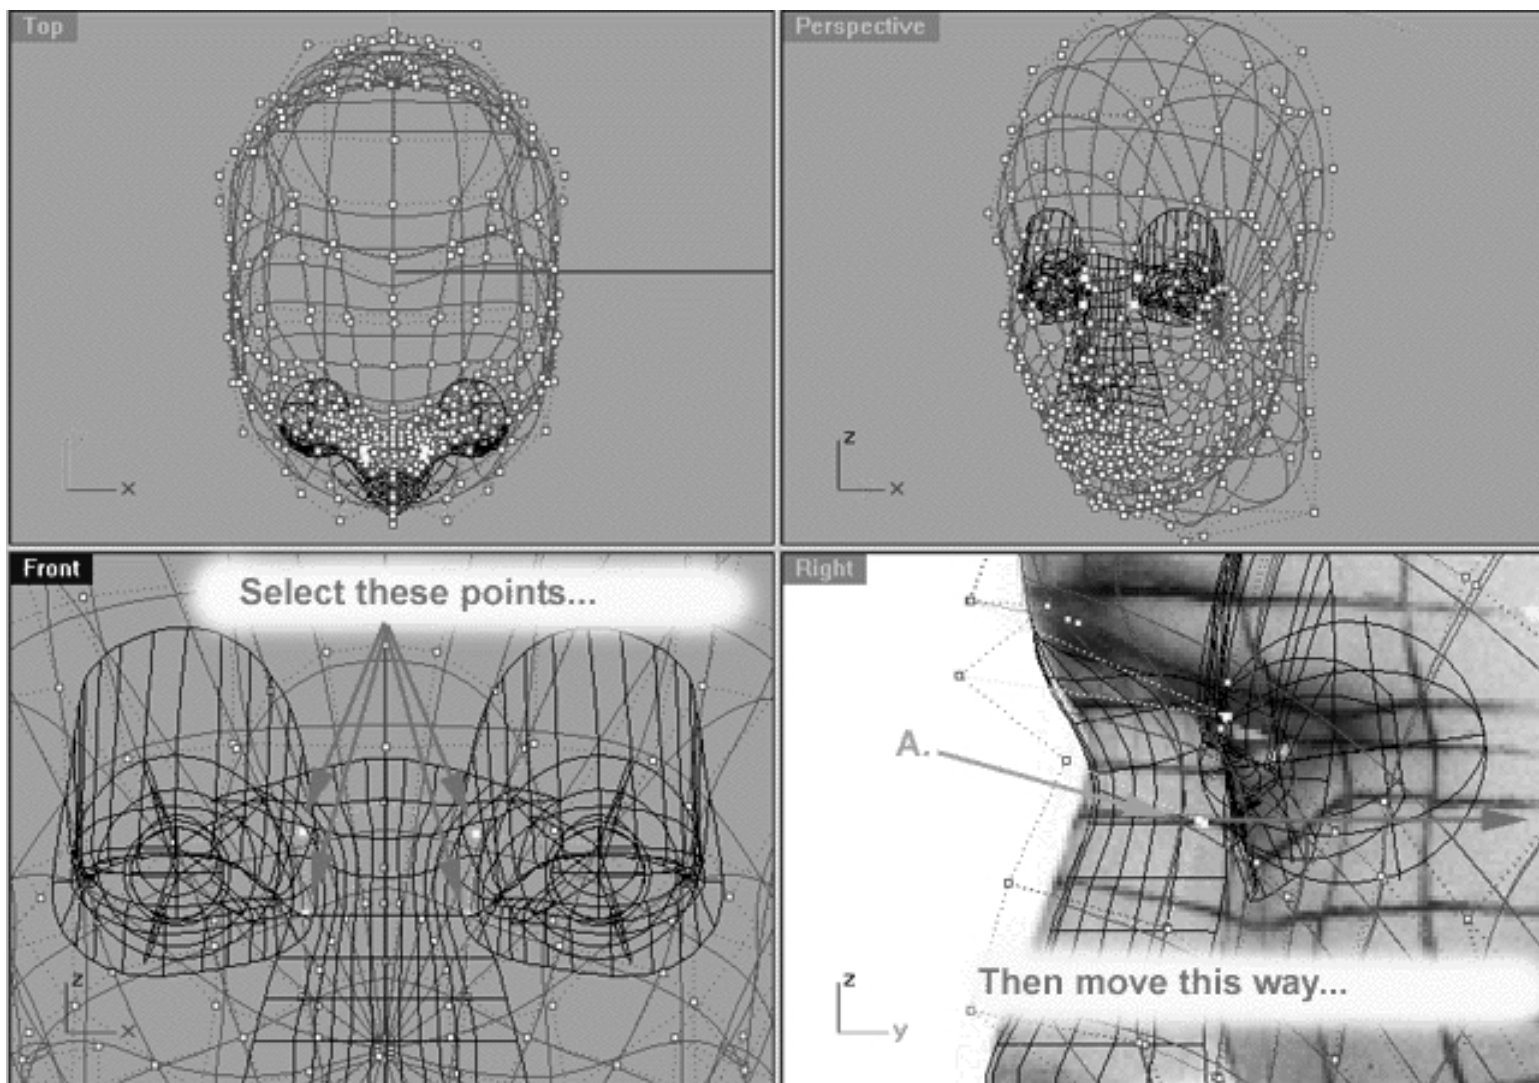 Top
Perspective
x
z
x
Front
Select these points...
Right
A.
z
x
Then move this way...
z
y